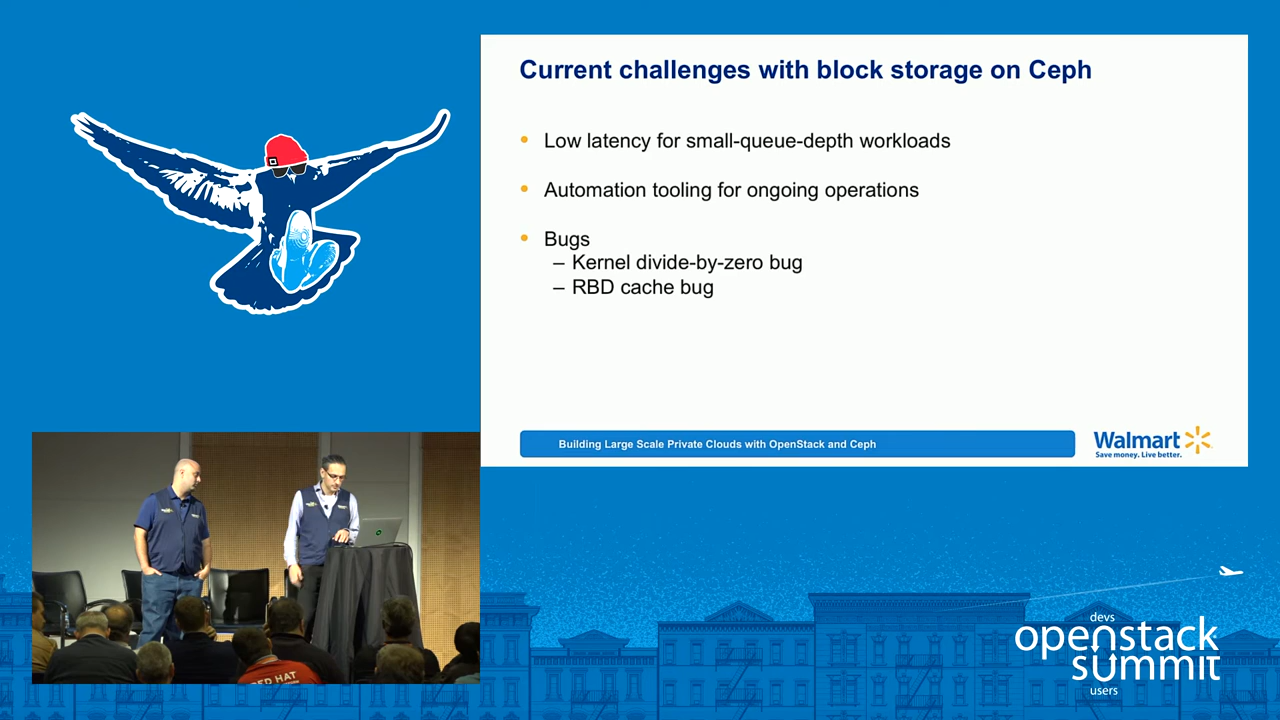 Current challenges with block storage on Ceph
• Low latency for small-queue-depth workloads
• Automation tooling for ongoing operations
• Bugs
– Kernel divide-by-zero bug
– RBD cache bug
Building Large Scale Private Clouds with OpenStack and Ceph
Walmart
Save money. Live better.
RED HAT
devs
openstack
summit
users